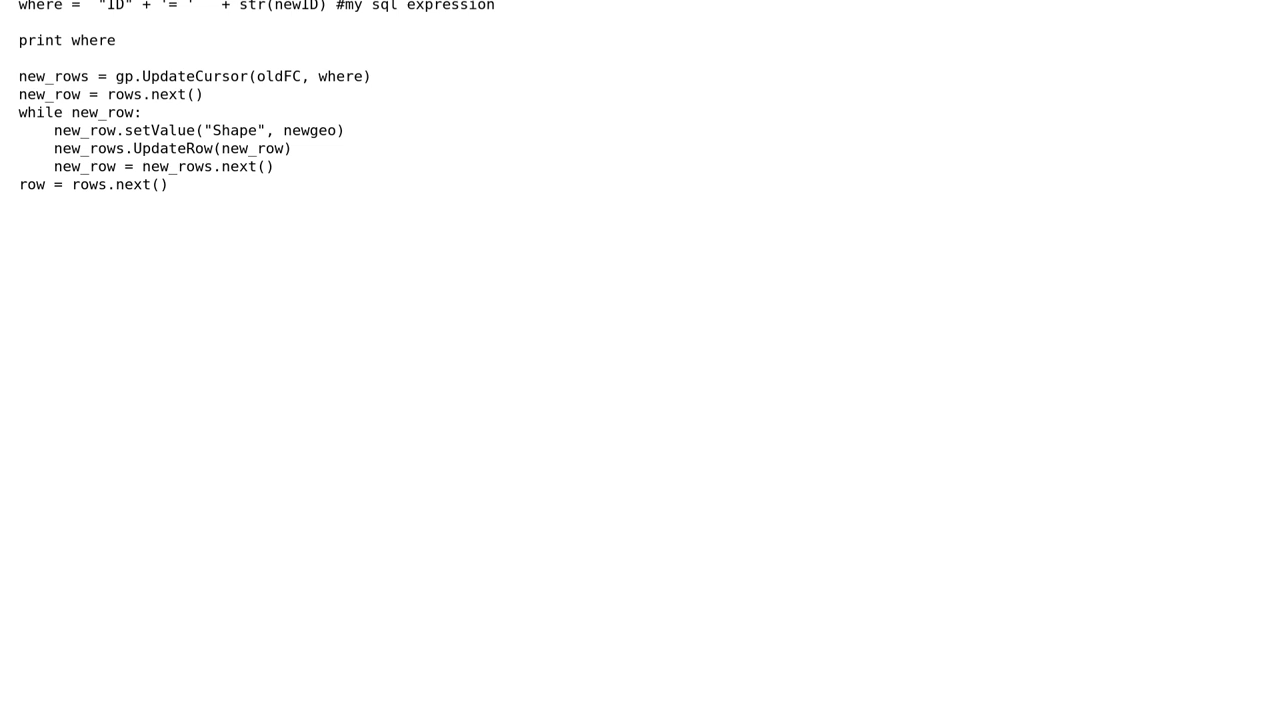 where =  "ID" + '= '   + str(newID) #my sql expression

print where

new_rows = gp.UpdateCursor(oldFC, where)
new_row = rows.next()
while new_row:
    new_row.setValue("Shape", newgeo)
    new_rows.UpdateRow(new_row)
    new_row = new_rows.next()
row = rows.next()